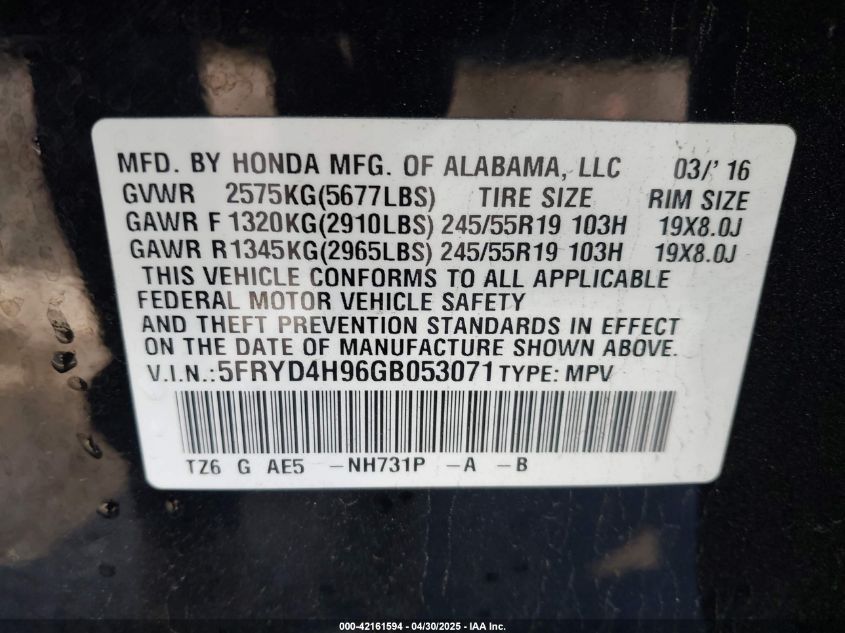 MFD. BY HONDA MFG. OF ALABAMA, LLC 03/' 16
GVWR 2575KG(5677LBS) TIRE SIZE RIM SIZE
GAWR F 1320KG(2910LBS) 245/55R19 103H 19X8.0J
GAWR R1345KG(2965LBS) 245/55R19 103H 19X8.0J
THIS VEHICLE CONFORMS TO ALL APPLICABLE
FEDERAL MOTOR VEHICLE SAFETY
AND THEFT PREVENTION STANDARDS IN EFFECT
ON THE DATE OF MANUFACTURE SHOWN ABOVE.
V.I.N.:5FRYD4H96GB053071 TYPE: MPV
TZ6 G AE5 -NH731P -A -B
000-42161594 - 04/30/2025 - IAA Inc.